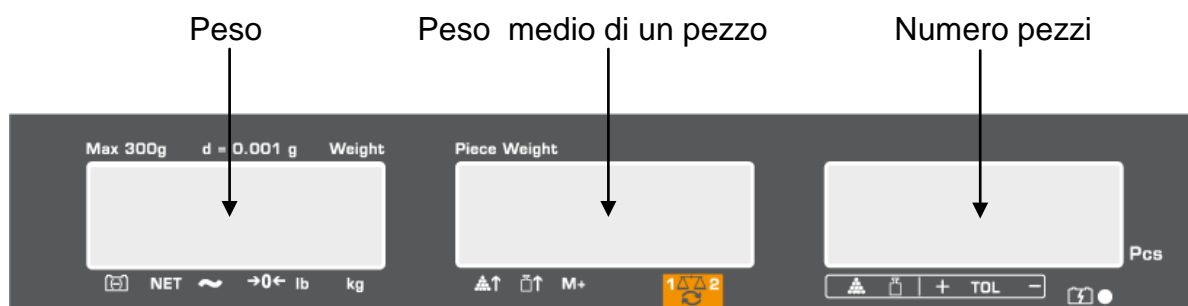 Peso Peso medio di un pezzo Numero pezzi
Max 300g d = 0.001 g Weight Piece Weight
Pcs
NET →0← lb kg M+ 1 2 + TOL -